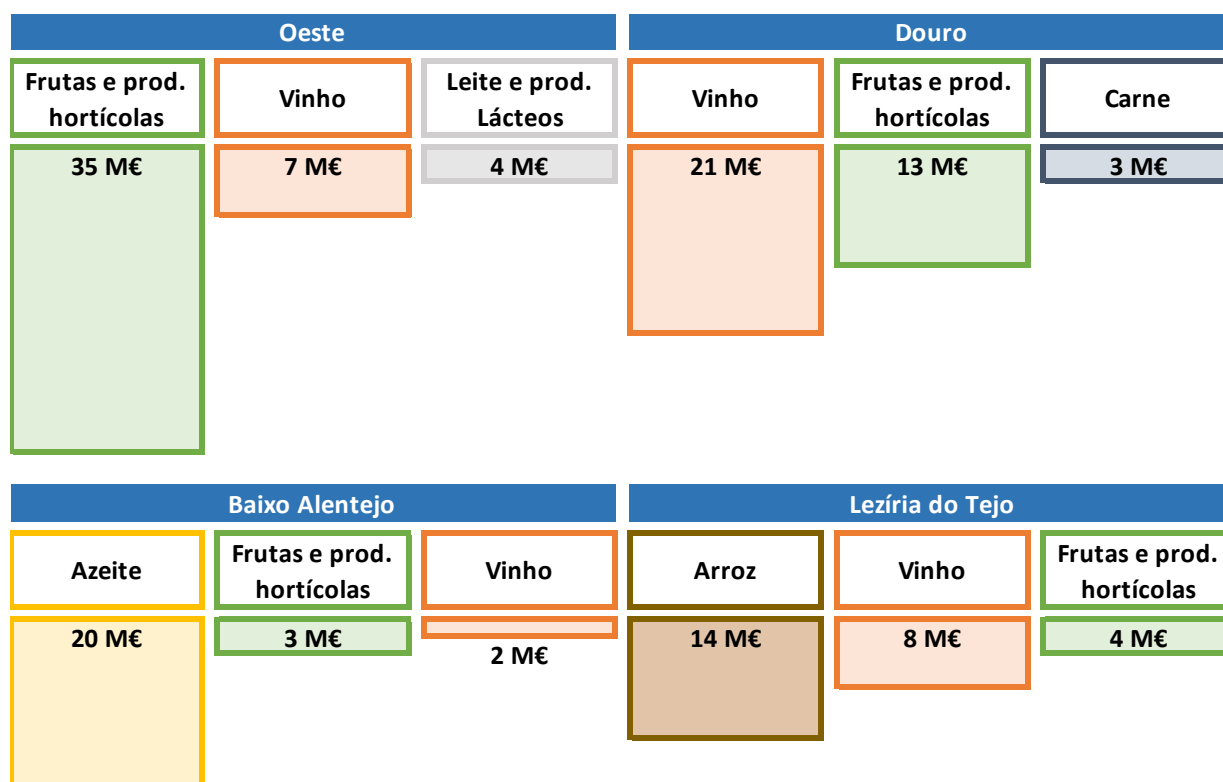 Oeste
Douro
Frutas e prod.
hortícolas
Vinho
Leite e prod.
Lácteos
Vinho
Frutas e prod.
hortícolas
Carne
35 M€
7 M€
4 M€
21 M€
13 M€
3 M€
Baixo Alentejo
Lezíria do Tejo
Azeite
Frutas e prod.
hortícolas
Vinho
Arroz
Vinho
Frutas e prod.
hortícolas
20 M€
3 M€
2 M€
14 M€
8 M€
4 M€